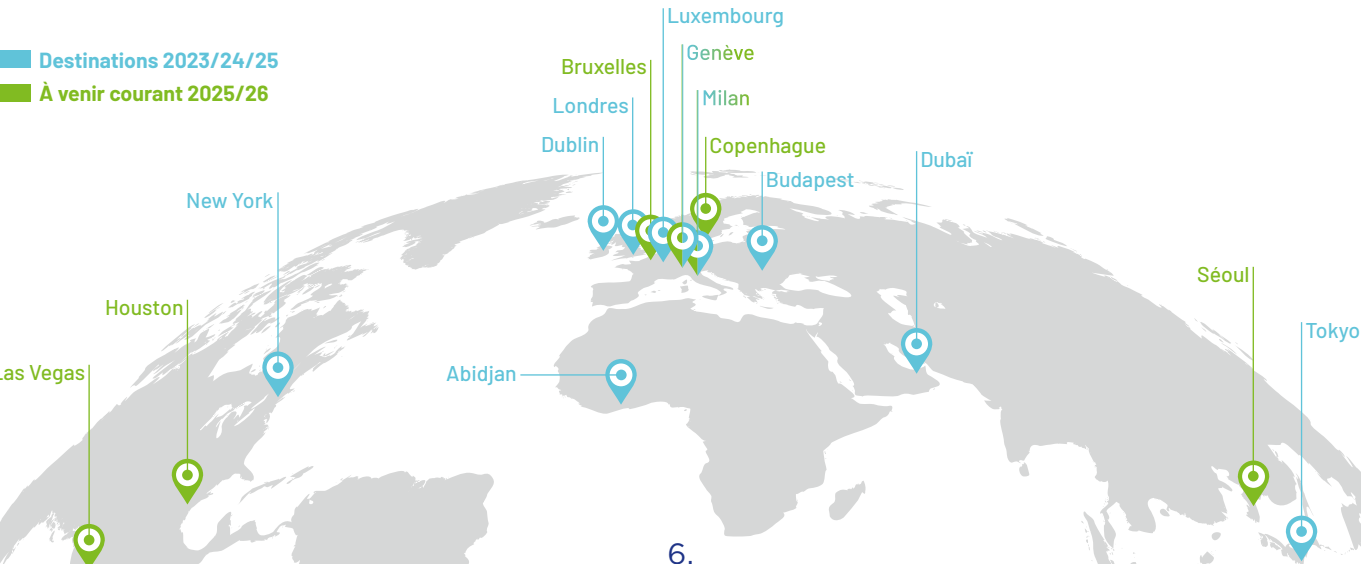 Destinations 2023/24/25
À venir courant 2025/26
Luxembourg
Genève
Bruxelles
Milan
Londres
Dublin
Copenhague
Dubaï
Budapest
New York
Séoul
Houston
Tokyo
Las Vegas
Abidjan
6.